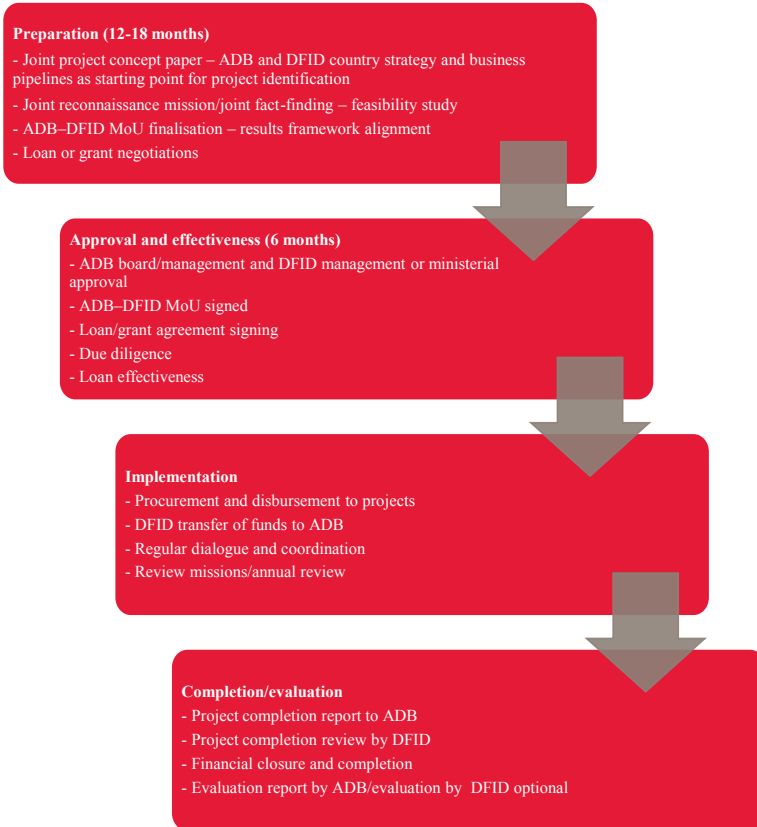 Preparation (12-18 months)
- Joint project concept paper – ADB and DFID country strategy and business
pipelines as starting point for project identification
- Joint reconnaissance mission/joint fact-finding – feasibility study
- ADB–DFID MoU finalisation – results framework alignment
- Loan or grant negotiations
Approval and effectiveness (6 months)
- ADB board/management and DFID management or ministerial
approval
- ADB–DFID MoU signed
- Loan/grant agreement signing
- Due diligence
- Loan effectiveness
Implementation
- Procurement and disbursement to projects
- DFID transfer of funds to ADB
- Regular dialogue and coordination
- Review missions/annual review
Completion/evaluation
- Project completion report to ADB
- Project completion review by DFID
- Financial closure and completion
- Evaluation report by ADB/evaluation by  DFID optional